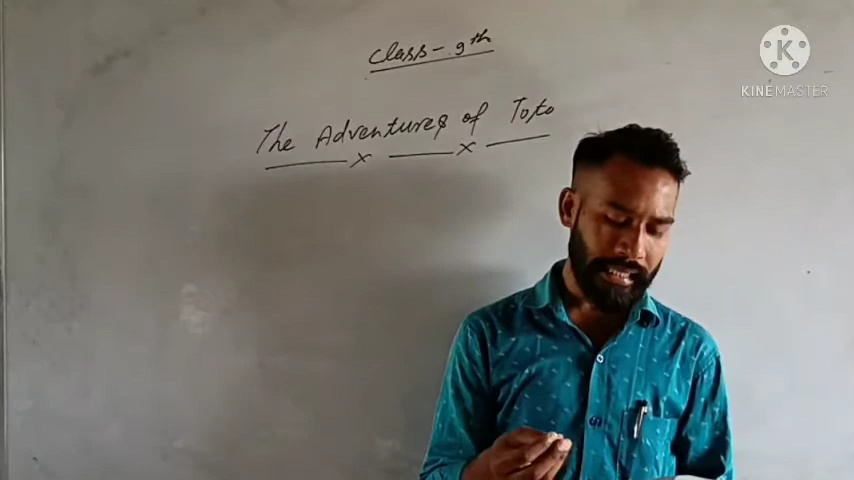 Class - 9th
The Adventures of Toto
K
KINEMASTER